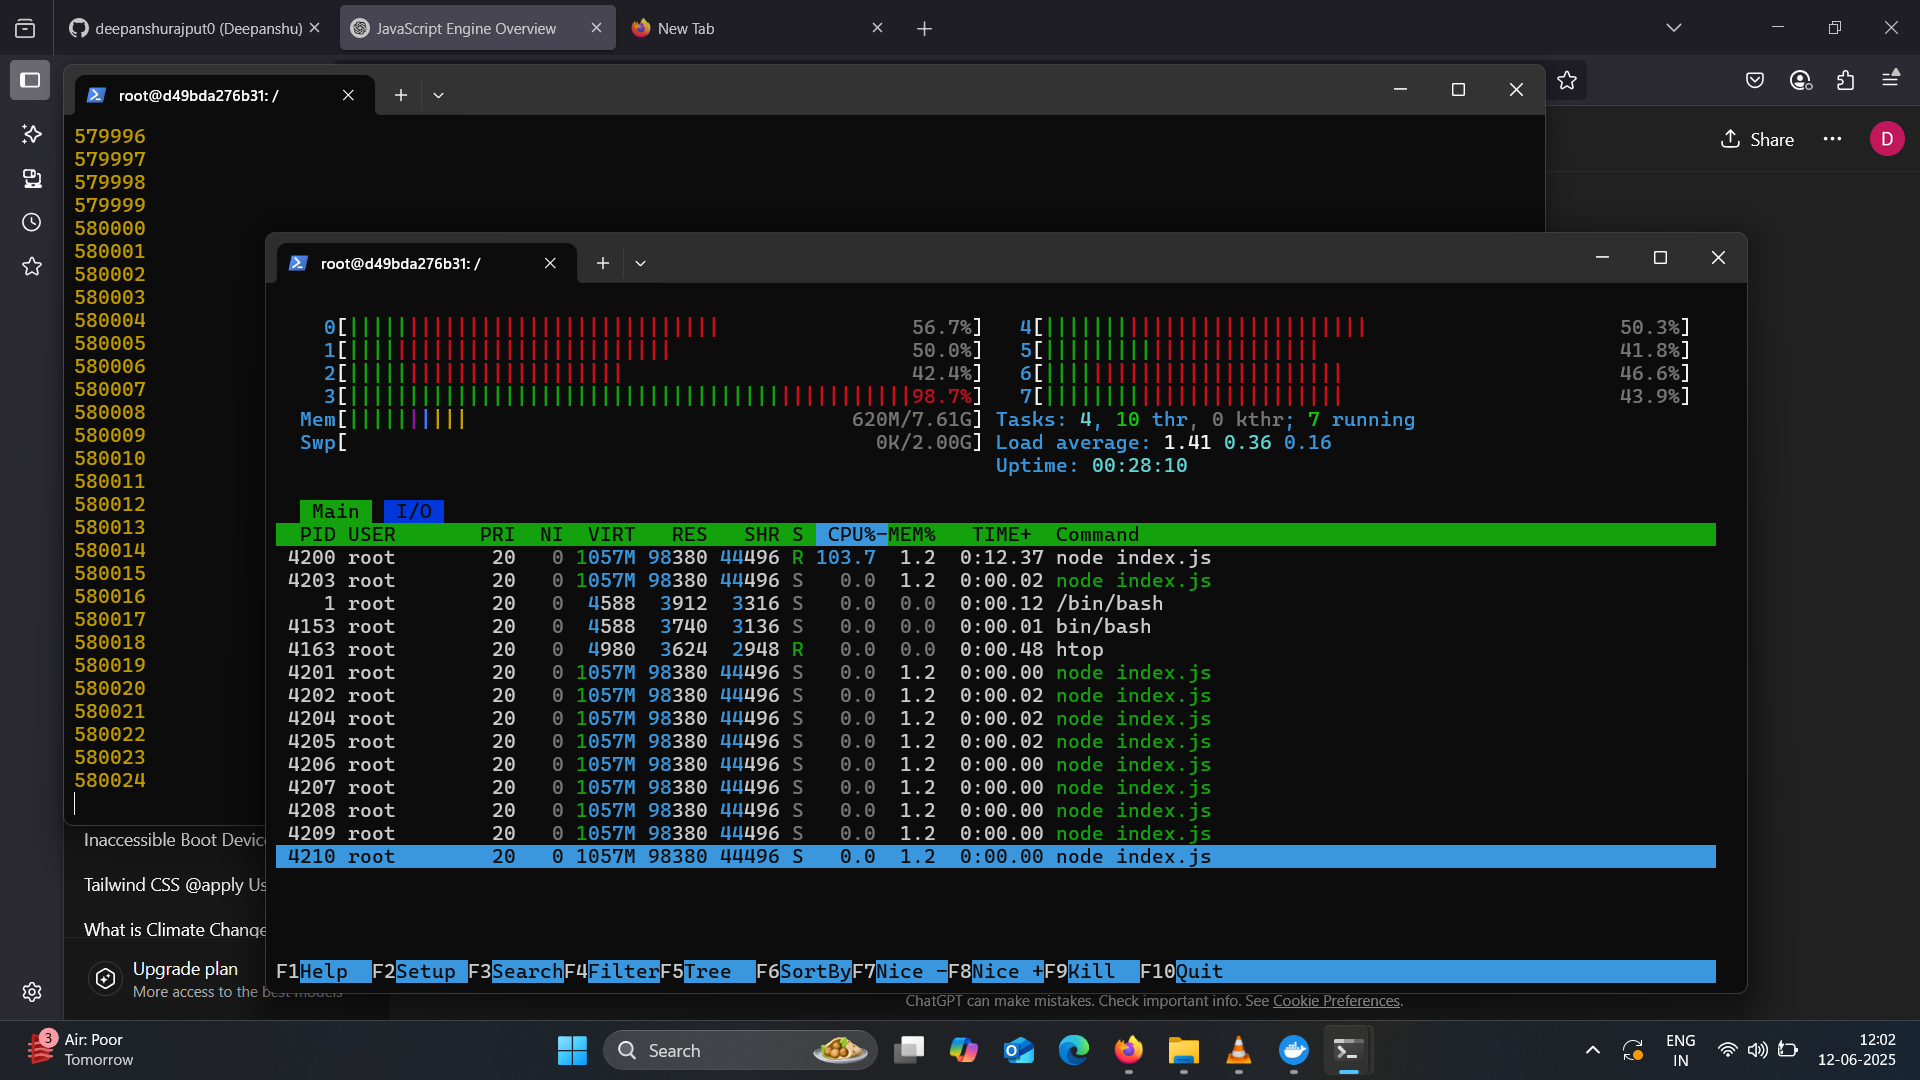 deepanshurajput0 (Deepanshu)
JavaScript Engine Overview
New Tab
root@d49bda276b31: /
Share
D
579996
579997
579998
579999
580000
580001
580002
580003
580004
580005
580006
580007
580008
580009
580010
580011
580012
580013
580014
580015
580016
580017
580018
580019
580020
580021
580022
580023
580024
root@d49bda276b31: /
0[ 56.7%] 4[ 50.3%]
1[ 50.0%] 5[ 41.8%]
2[ 42.4%] 6[ 46.6%]
3[ 98.7%] 7[ 43.9%]
Mem[ 620M/7.61G] Tasks: 4, 10 thr, 0 kthr; 7 running
Swp[ 0K/2.00G] Load average: 1.41 0.36 0.16
Uptime: 00:28:10
Main I/O
PID USER PRI NI VIRT RES SHR S CPU%-MEM% TIME+ Command
4200 root 20 0 1057M 98380 44496 R 103.7 1.2 0:12.37 node index.js
4203 root 20 0 1057M 98380 44496 S 0.0 1.2 0:00.02 node index.js
1 root 20 0 4588 3912 3316 S 0.0 0.0 0:00.12 /bin/bash
4153 root 20 0 4588 3740 3136 S 0.0 0.0 0:00.01 bin/bash
4163 root 20 0 4980 3624 2948 R 0.0 0.0 0:00.48 htop
4201 root 20 0 1057M 98380 44496 S 0.0 1.2 0:00.00 node index.js
4202 root 20 0 1057M 98380 44496 S 0.0 1.2 0:00.02 node index.js
4204 root 20 0 1057M 98380 44496 S 0.0 1.2 0:00.02 node index.js
4205 root 20 0 1057M 98380 44496 S 0.0 1.2 0:00.02 node index.js
4206 root 20 0 1057M 98380 44496 S 0.0 1.2 0:00.00 node index.js
4207 root 20 0 1057M 98380 44496 S 0.0 1.2 0:00.00 node index.js
4208 root 20 0 1057M 98380 44496 S 0.0 1.2 0:00.00 node index.js
4209 root 20 0 1057M 98380 44496 S 0.0 1.2 0:00.00 node index.js
4210 root 20 0 1057M 98380 44496 S 0.0 1.2 0:00.00 node index.js
F1Help F2Setup F3SearchF4FilterF5Tree F6SortByF7Nice -F8Nice +F9Kill F10Quit
Inaccessible Boot Devic
Tailwind CSS @apply Us
What is Climate Change
Upgrade plan
More access to the best models
ChatGPT can make mistakes. Check important info. See Cookie Preferences.
3
Air: Poor
Tomorrow
Search
ENG
IN
12:02
12-06-2025